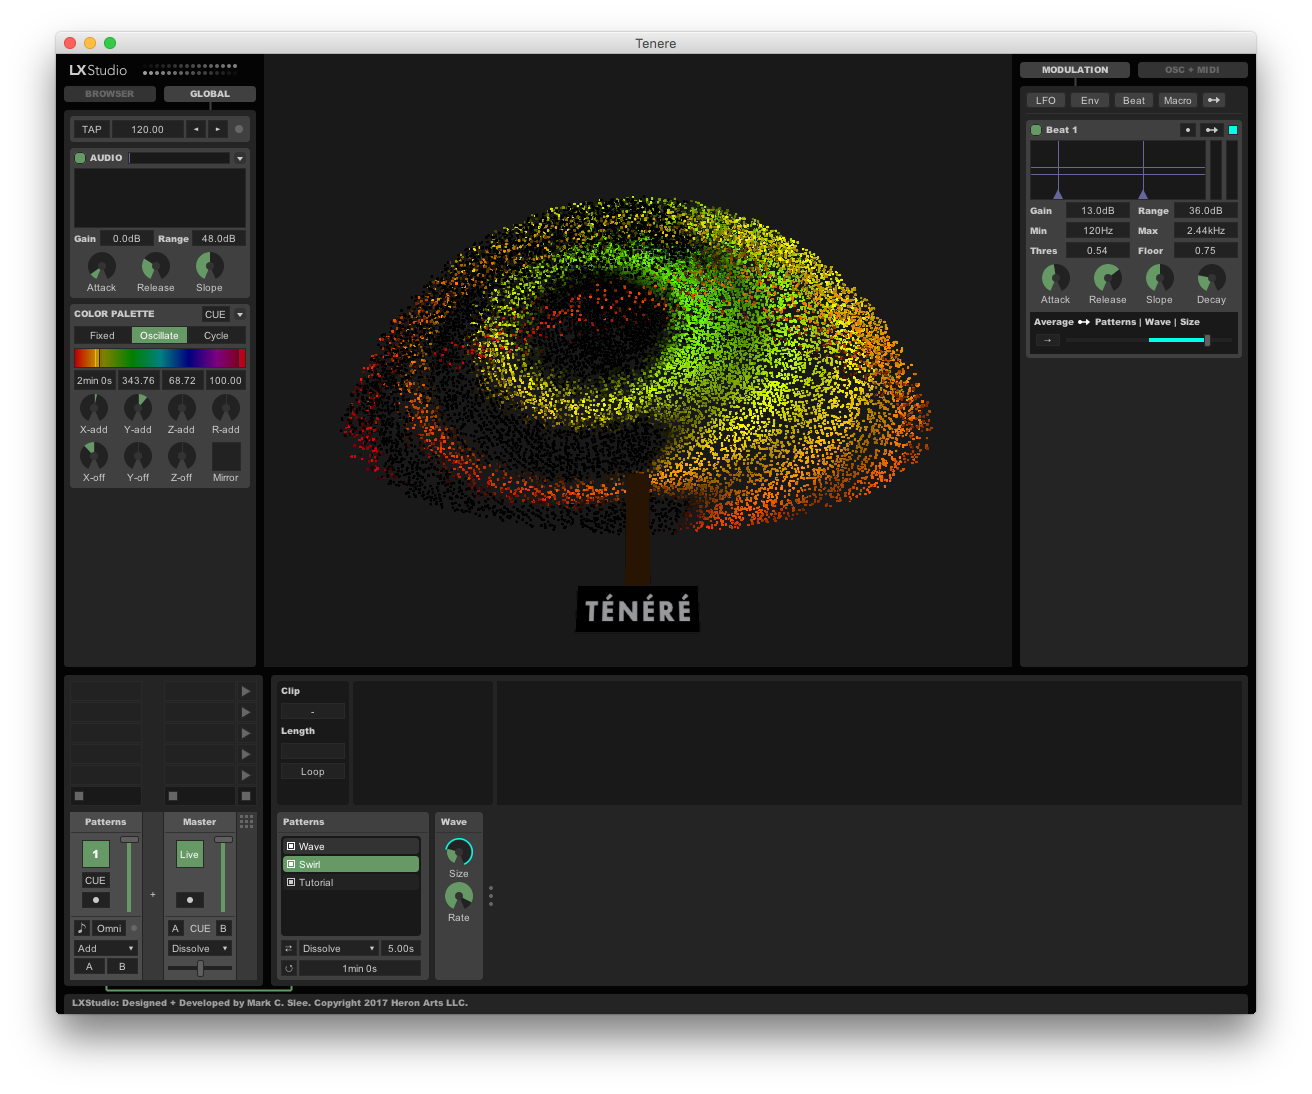 Tenere
LXStudio
BROWSER GLOBAL
TAP 120.00
AUDIO
Gain 0.0dB Range 48.0dB
Attack Release Slope
COLOR PALETTE CUE
Fixed Oscillate Cycle
2min 0s 343.76 68.72 100.00
X-add Y-add Z-add R-add
X-off Y-off Z-off Mirror
TÉNÉRÉ
MODULATION OSC + MIDI
LFO Env Beat Macro
Beat 1
Gain 13.0dB Range 36.0dB
Min 120Hz Max 2.44kHz
Thres 0.54 Floor 0.75
Attack Release Slope Decay
Average Patterns | Wave | Size
Patterns Master
1 Live
CUE
+
Omni A CUE B
Add Dissolve
A B
Clip
-
Length
Loop
Patterns
Wave
Swirl
Tutorial
Dissolve 5.00s
1min 0s
Wave
Size
Rate
LXStudio: Designed + Developed by Mark C. Slee. Copyright 2017 Heron Arts LLC.